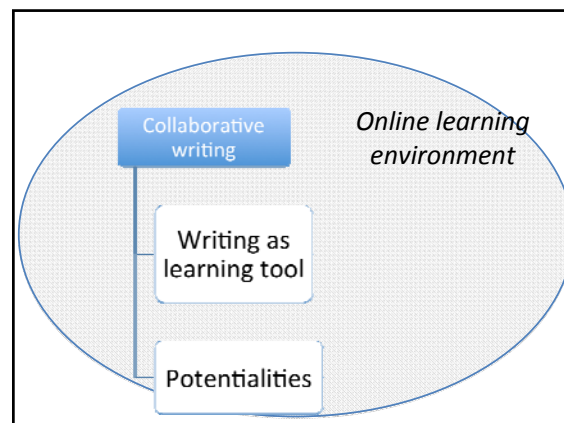 Collaborative
writing
Online learning
environment
Writing as
learning tool
Potentialities